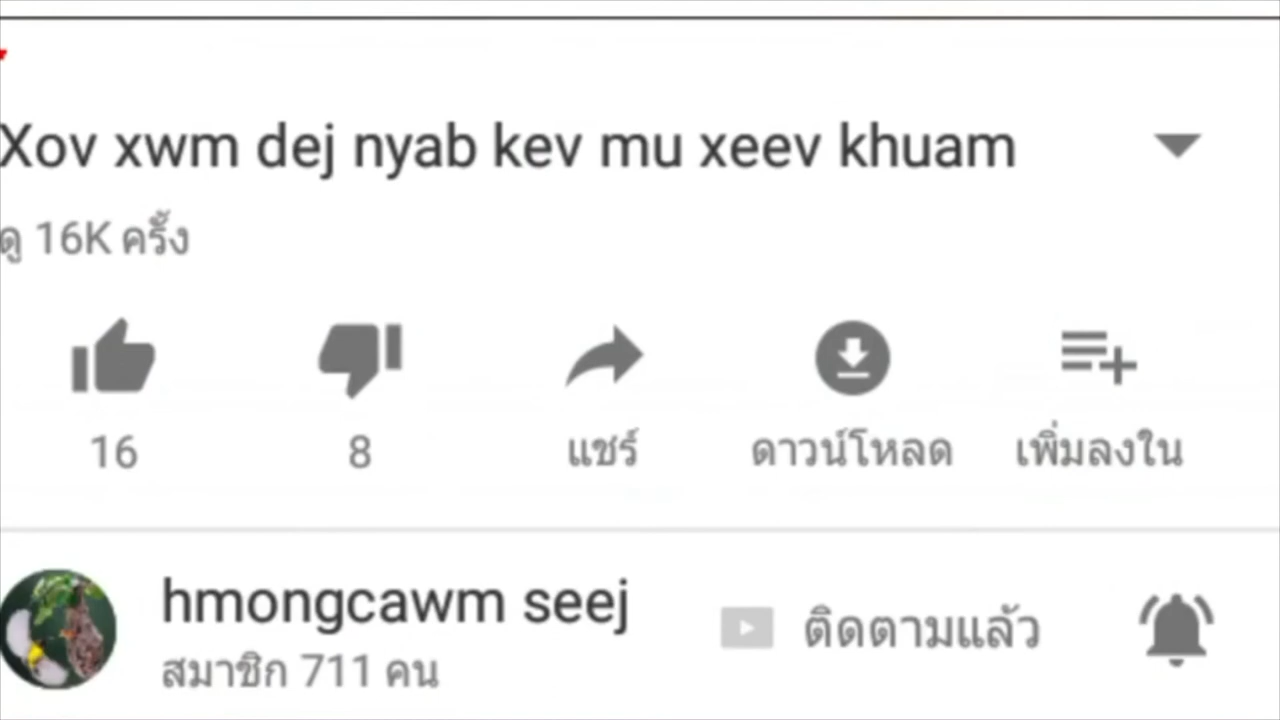 Xov xwm dej nyab kev mu xeev khuam
ดู 16K ครั้ง
16
8
แชร์
ดาวน์โหลด
เพิ่มลงใน
hmongcawm seej
ติดตามแล้ว
สมาชิก 711 คน